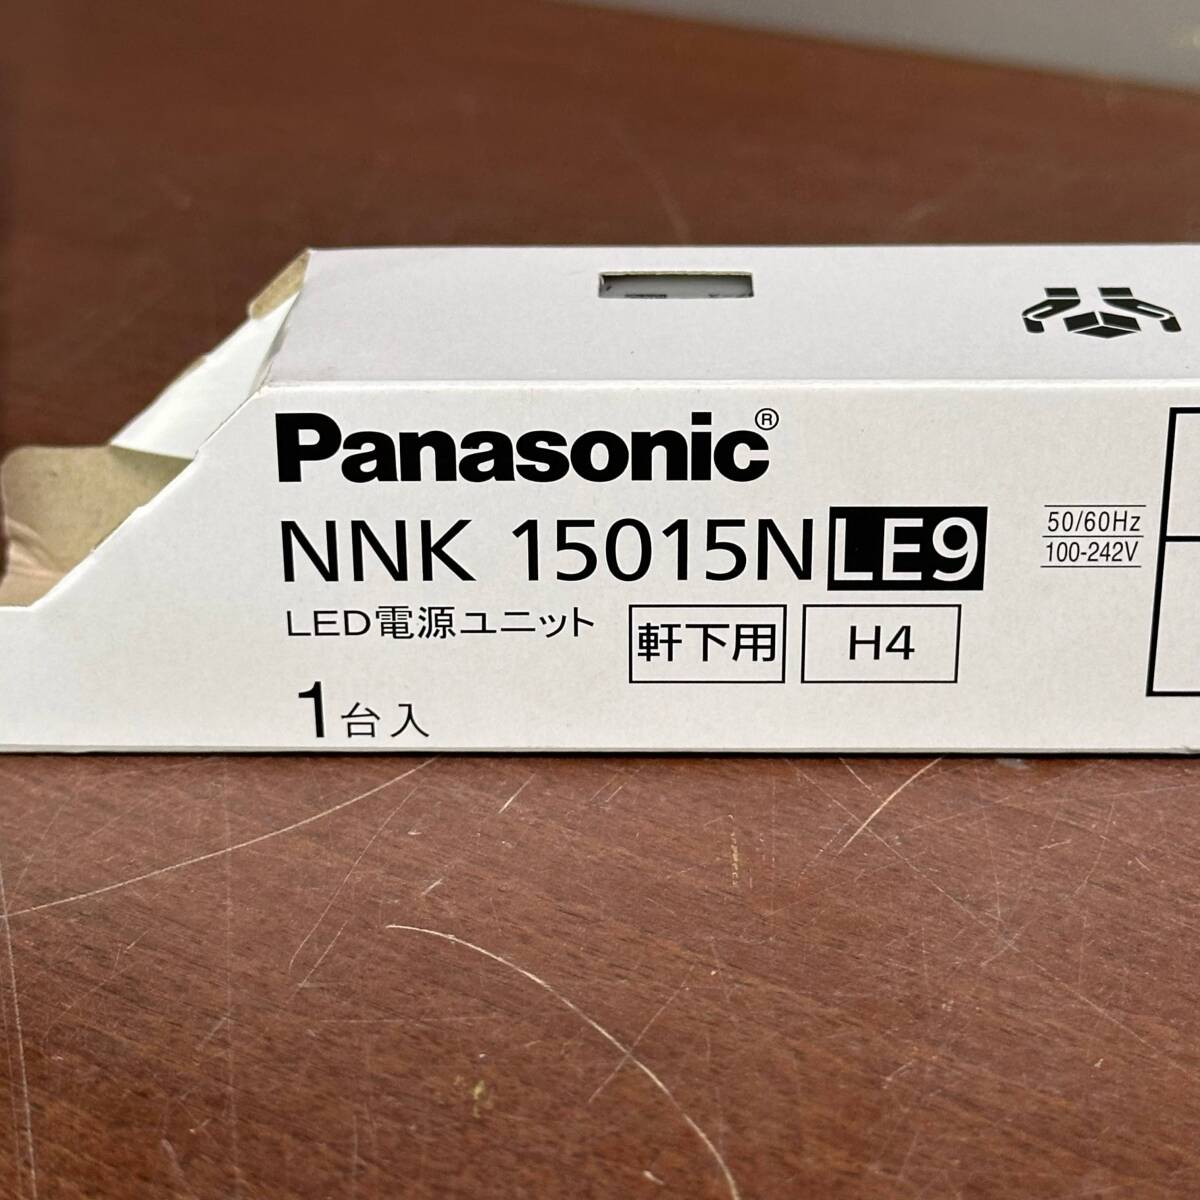 Panasonic®
NNK 15015N LE9
50/60Hz
100-242V
LED電源ユニット
軒下用
H4
1台入